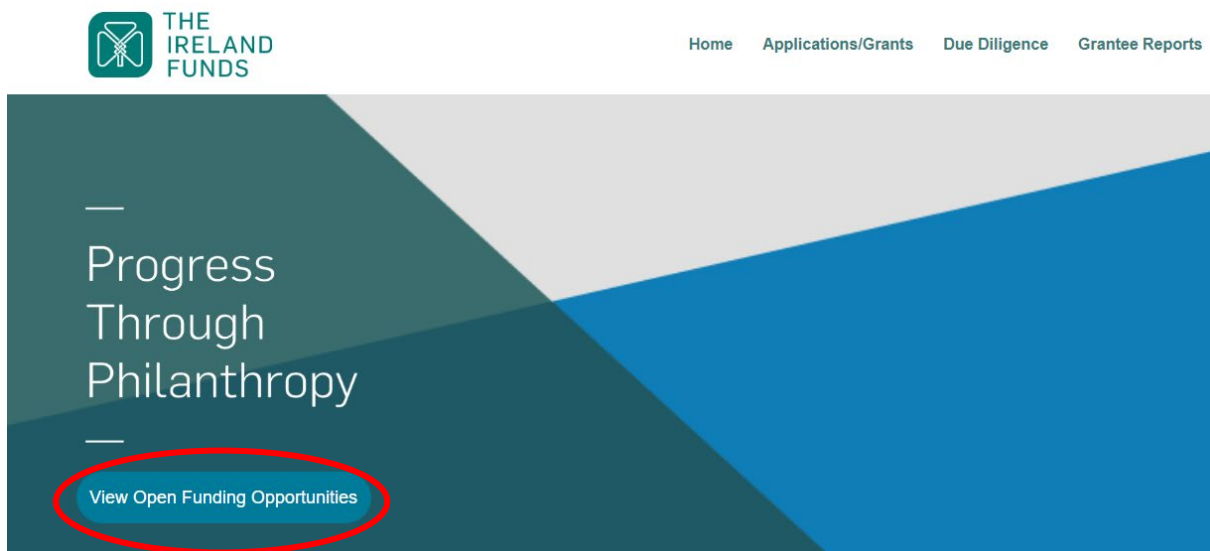 THE
IRELAND
FUNDS
Home Applications/Grants Due Diligence Grantee Reports
Progress
Through
Philanthropy
View Open Funding Opportunities